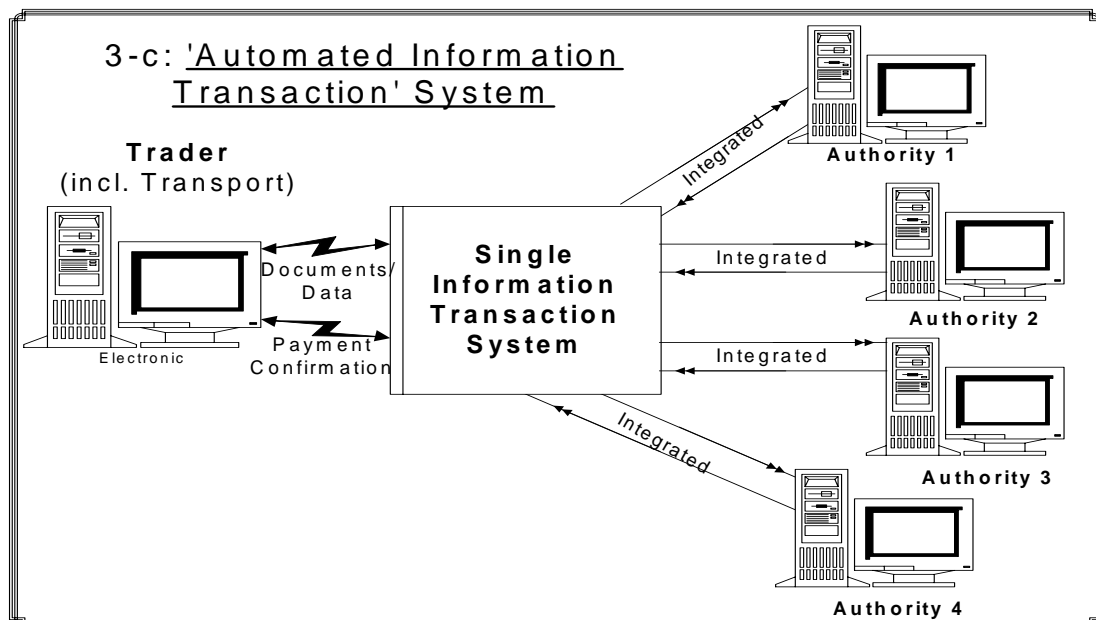 3-c: 'Automated Information
Transaction' System
Trader
(incl. Transport)
Electronic
Documents/
Data
Payment
Confirmation
Single
Information
Transaction
System
Integrated
Authority 1
Integrated
Authority 2
Integrated
Authority 3
Integrated
Authority 4